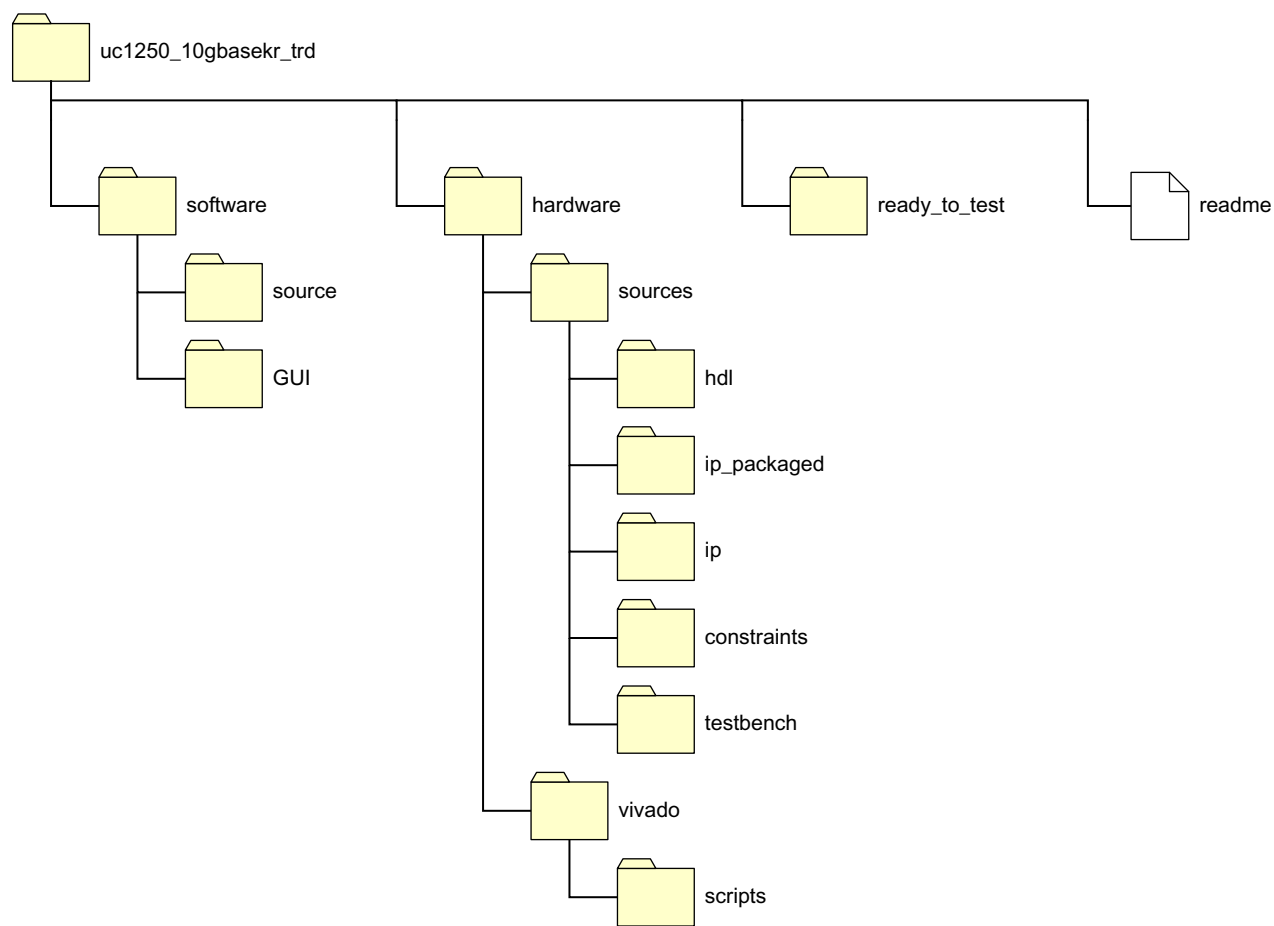 uc1250_10gbasekr_trd
software
hardware
ready_to_test
readme
source
sources
GUI
hdl
ip_packaged
ip
constraints
testbench
vivado
scripts